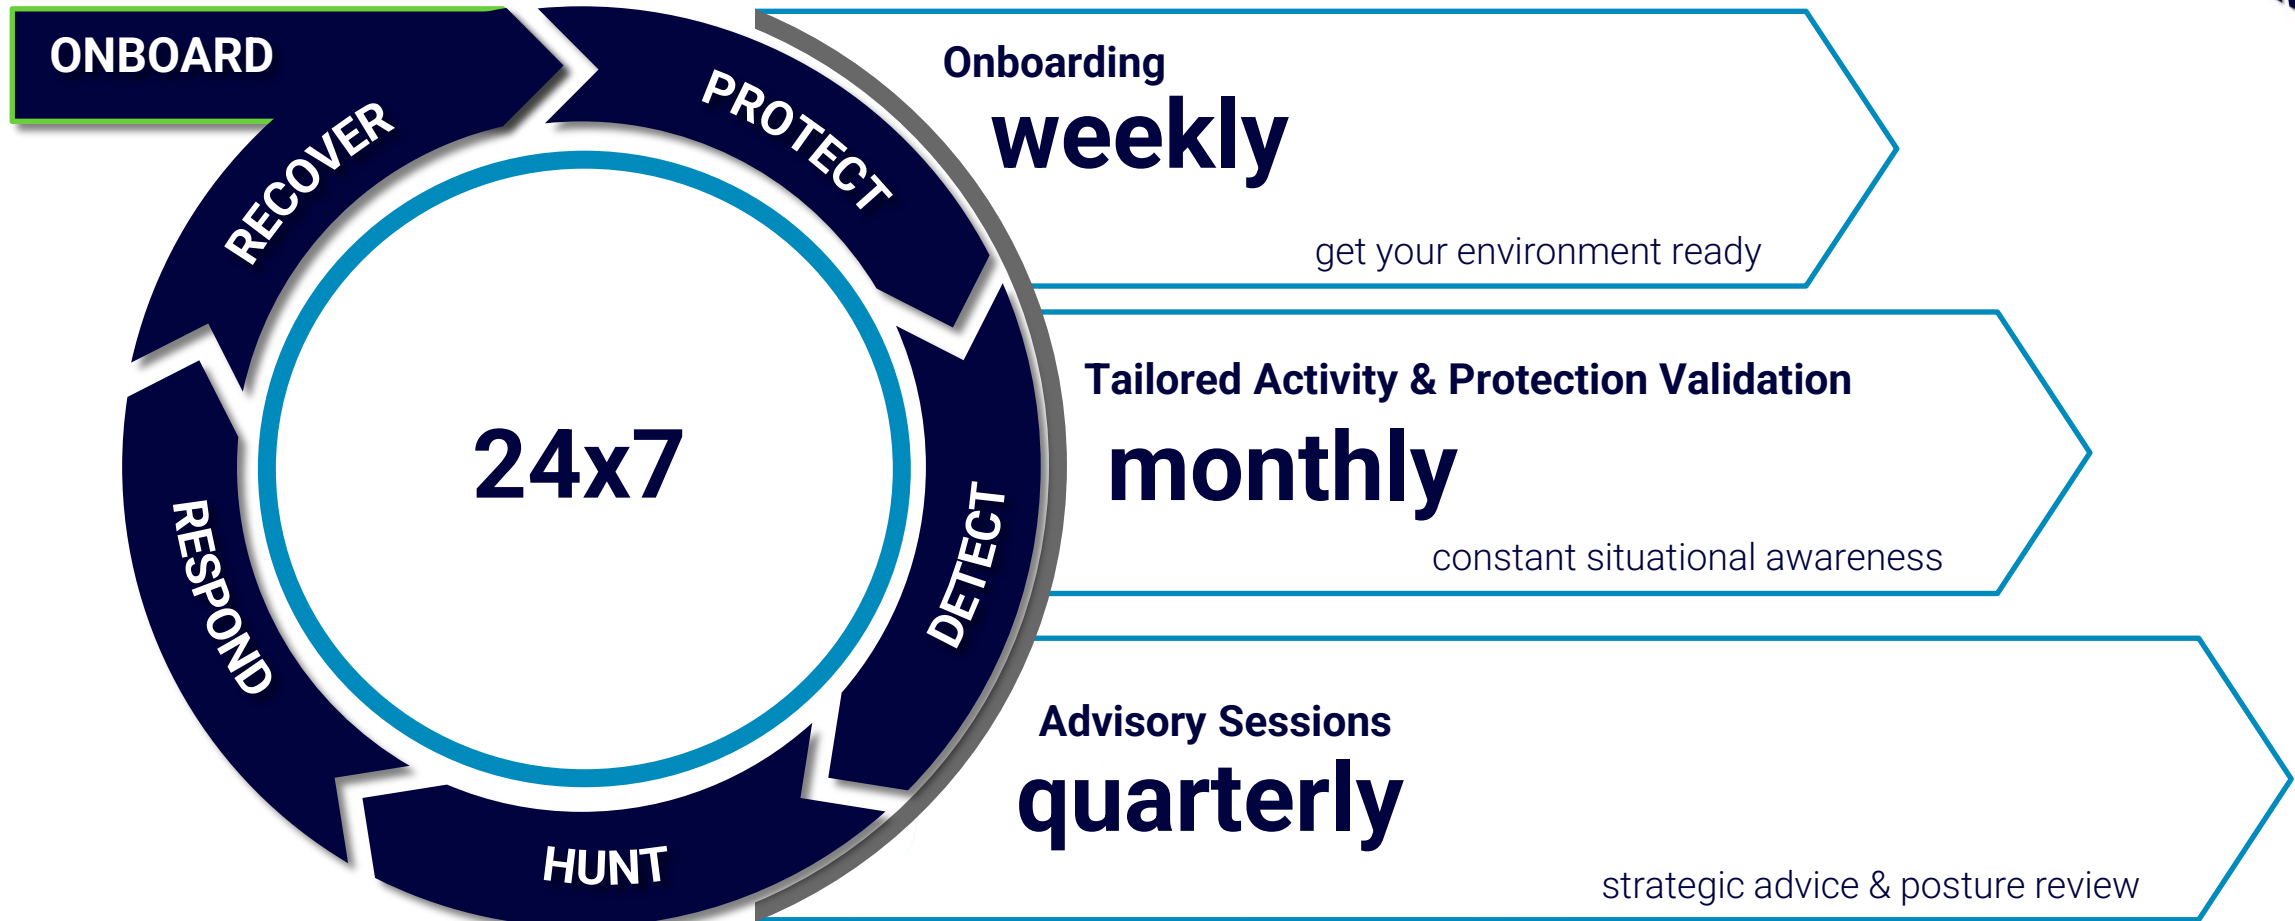 ONBOARD
RECOVER
PROTECT
DETECT
HUNT
RESPOND
24x7
Onboarding
weekly
get your environment ready
Tailored Activity & Protection Validation
monthly
constant situational awareness
Advisory Sessions
quarterly
strategic advice & posture review